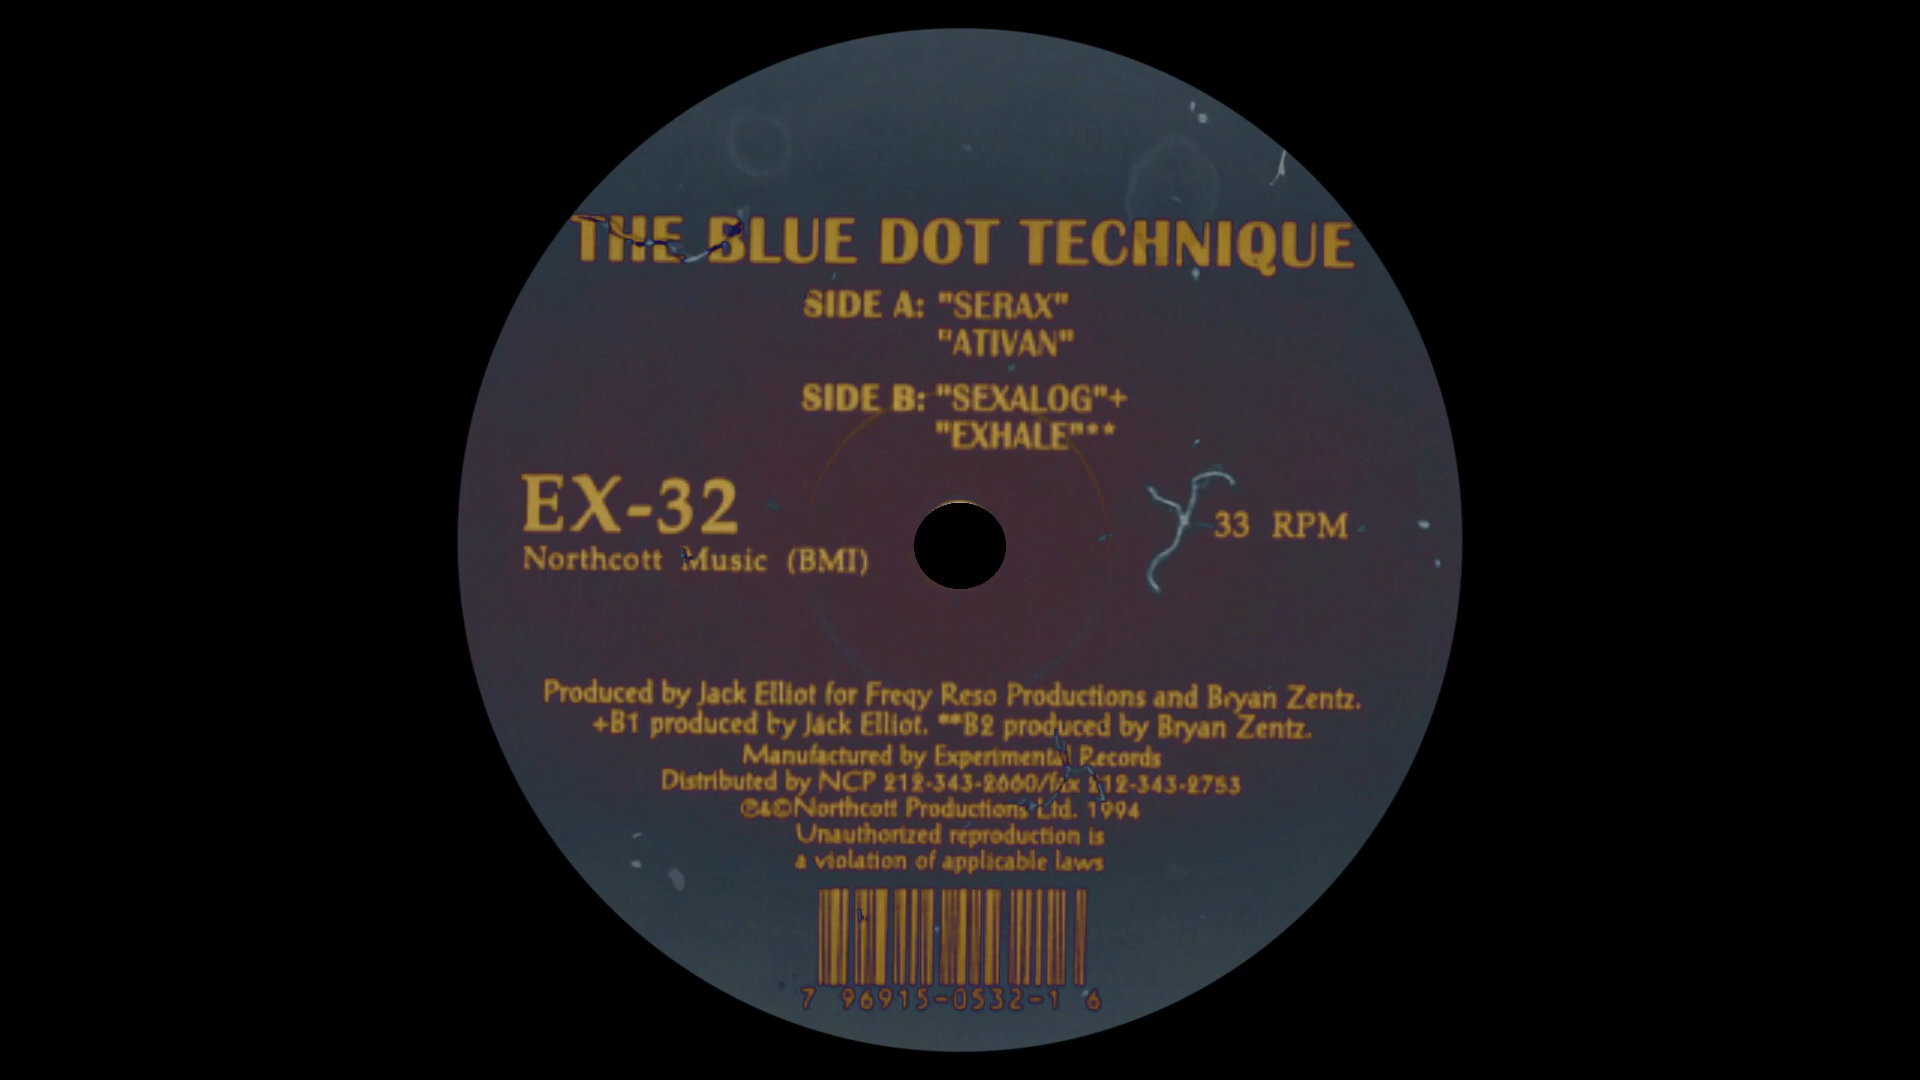 THE BLUE DOT TECHNIQUE
SIDE A: "SERAX"
"ATIVAN"
SIDE B: "SEXALOG"+
"EXHALE"**
EX-32
Northcott Music (BMI)
33 RPM
Produced by Jack Elliot for Freqy Reso Productions and Bryan Zentz.
+B1 produced by Jack Elliot. **B2 produced by Bryan Zentz.
Manufactured by Experimental Records
Distributed by NCP 212-343-2660/fax 212-343-2753
℗&©Northcott Productions Ltd. 1994
Unauthorized reproduction is
a violation of applicable laws
7 96915-0532-1 6